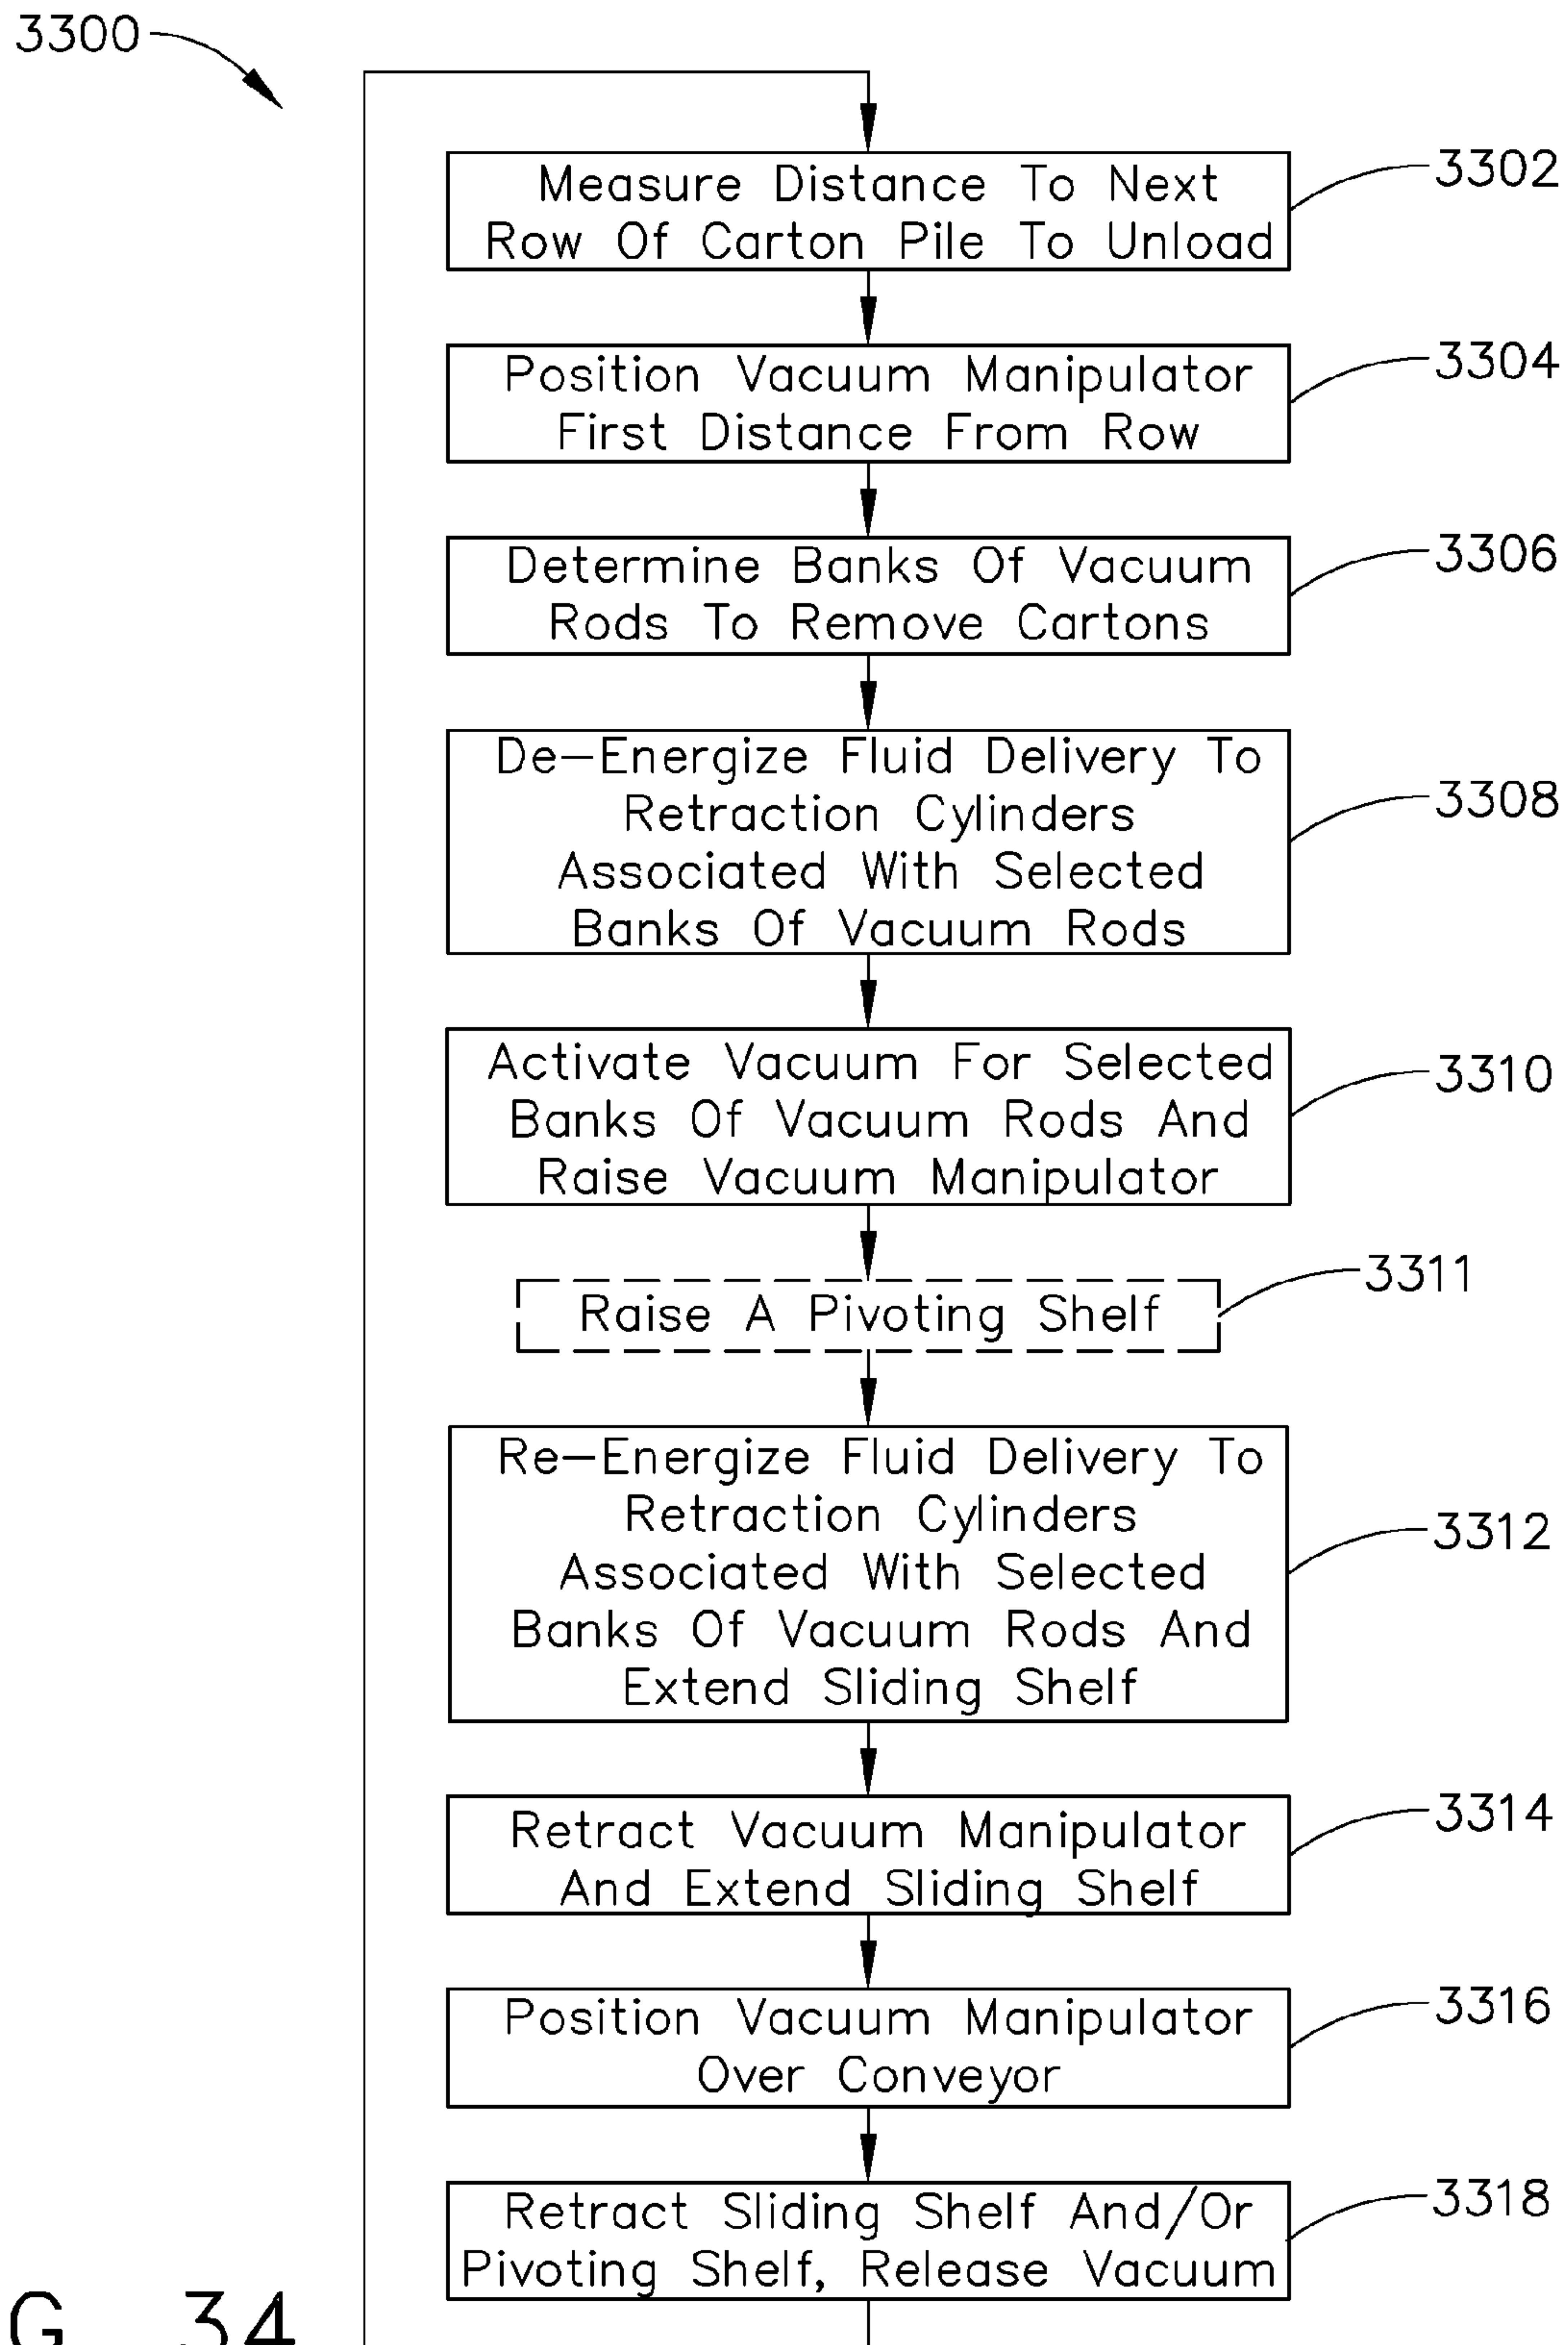 3300
Measure Distance To Next
Row Of Carton Pile To Unload
3302
Position Vacuum Manipulator
First Distance From Row
3304
Determine Banks Of Vacuum
Rods To Remove Cartons
3306
De-Energize Fluid Delivery To
Retraction Cylinders
Associated With Selected
Banks Of Vacuum Rods
3308
Activate Vacuum For Selected
Banks Of Vacuum Rods And
Raise Vacuum Manipulator
3310
Raise A Pivoting Shelf
3311
Re-Energize Fluid Delivery To
Retraction Cylinders
Associated With Selected
Banks Of Vacuum Rods And
Extend Sliding Shelf
3312
Retract Vacuum Manipulator
And Extend Sliding Shelf
3314
Position Vacuum Manipulator
Over Conveyor
3316
Retract Sliding Shelf And/Or
Pivoting Shelf, Release Vacuum
3318
G 34